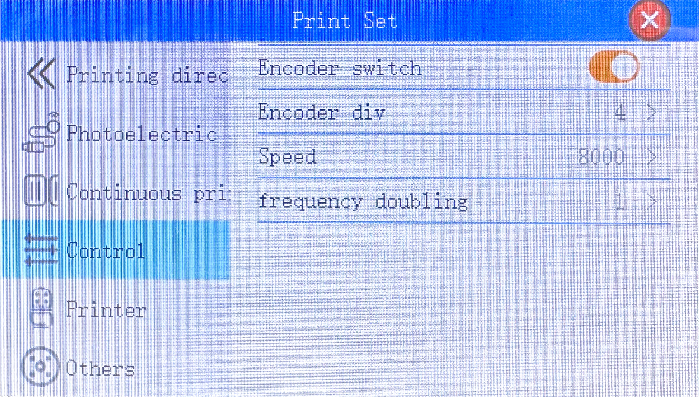 Print Set
Printing direc
Photoelectric
Continuous pri
Control
Printer
Others
Encoder switch
Encoder div 4
Speed 8000
frequency doubling 1